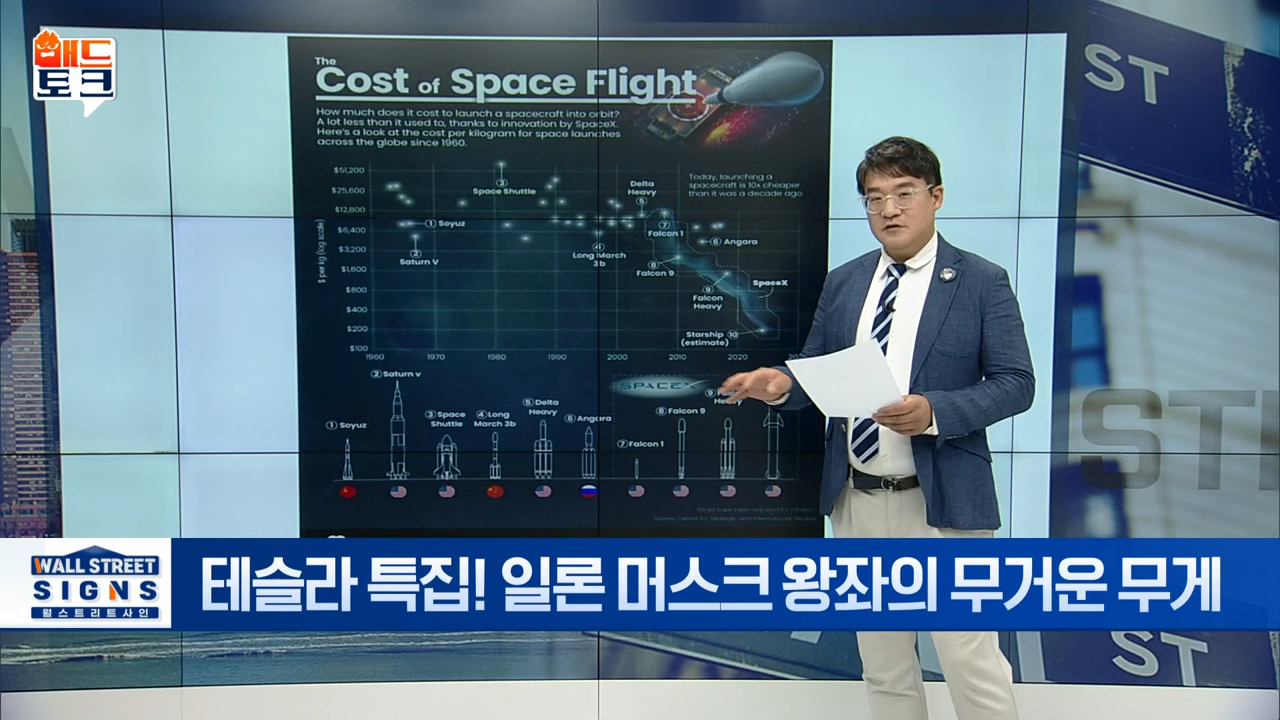 매드
토크
The
Cost of Space Flight
How much does it cost to launch a spacecraft into orbit?
A lot less than it used to, thanks to innovation by SpaceX.
Here's a look at the cost per kilogram for space launches
across the globe since 1960.
$ per kg (log scale)
$51,200
$25,600
$12,800
$6,400
$3,200
$1,600
$800
$400
$200
$100
1960
1970
1980
1990
2000
2010
2020
Today, launching a
spacecraft is 10x cheaper
than it was a decade ago.
③
Space Shuttle
① Soyuz
②
Saturn V
④
Long March
3b
Delta
Heavy
⑤
⑦
Falcon 1
⑥ Angara
⑧
Falcon 9
⑨
Falcon
Heavy
SpaceX
Starship ⑩
(estimate)
① Soyuz
② Saturn v
③ Space
Shuttle
④ Long
March 3b
⑤ Delta
Heavy
⑥ Angara
SPACEX
⑦ Falcon 1
⑧ Falcon 9
⑨
Heavy
ST
ST
WALL STREET
SIGNS
월스트리트사인
테슬라 특집! 일론 머스크 왕좌의 무거운 무게
ST